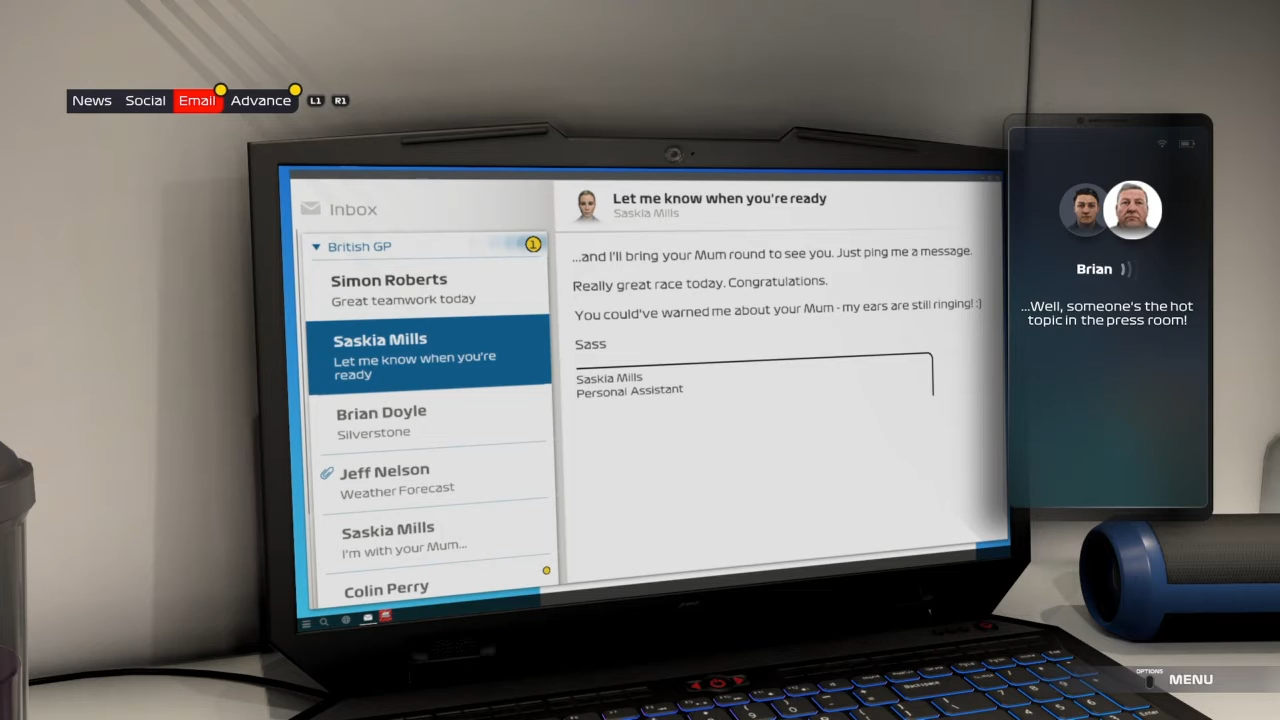 News Social Email Advance L1 R1
Inbox
British GP 1
Simon Roberts
Great teamwork today
Saskia Mills
Let me know when you're
ready
Brian Doyle
Silverstone
Jeff Nelson
Weather Forecast
Saskia Mills
I'm with your Mum...
Colin Perry
Let me know when you're ready
Saskia Mills
...and I'll bring your Mum round to see you. Just ping me a message.
Really great race today. Congratulations.
You could've warned me about your Mum - my ears are still ringing! :)
Sass
Saskia Mills
Personal Assistant
Brian
...Well, someone's the hot
topic in the press room!
OPTIONS
MENU
Backspace